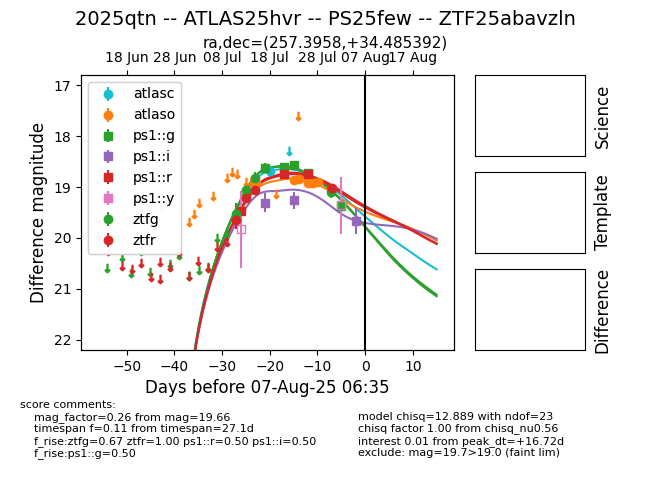 2025qtn -- ATLAS25hvr -- PS25few -- ZTF25abavzln
ra,dec=(257.3958,+34.485392)
18 Jun 28 Jun 08 Jul 18 Jul 28 Jul 07 Aug 17 Aug
17
18
19
20
21
22
Difference magnitude
atlasc
atlaso
ps1::g
ps1::i
ps1::r
ps1::y
ztfg
ztfr
−50 −40 −30 −20 −10 0 10
Days before 07-Aug-25 06:35
Science
Template
Difference
score comments:
mag_factor=0.26 from mag=19.66
timespan f=0.11 from timespan=27.1d
f_rise:ztfg=0.67 ztfr=1.00 ps1::r=0.50 ps1::i=0.50
f_rise:ps1::g=0.50
model chisq=12.889 with ndof=23
chisq factor 1.00 from chisq_nu0.56
interest 0.01 from peak_dt=+16.72d
exclude: mag=19.7>19.0 (faint lim)